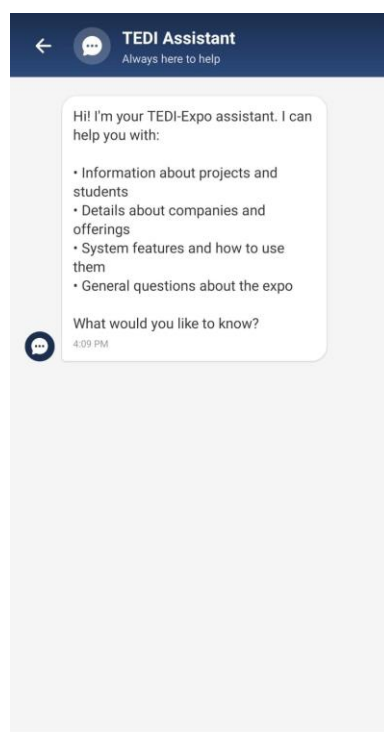 TEDI Assistant
Always here to help
Hi! I'm your TEDI-Expo assistant. I can
help you with:
• Information about projects and
students
• Details about companies and
offerings
• System features and how to use
them
• General questions about the expo
What would you like to know?
4:09 PM